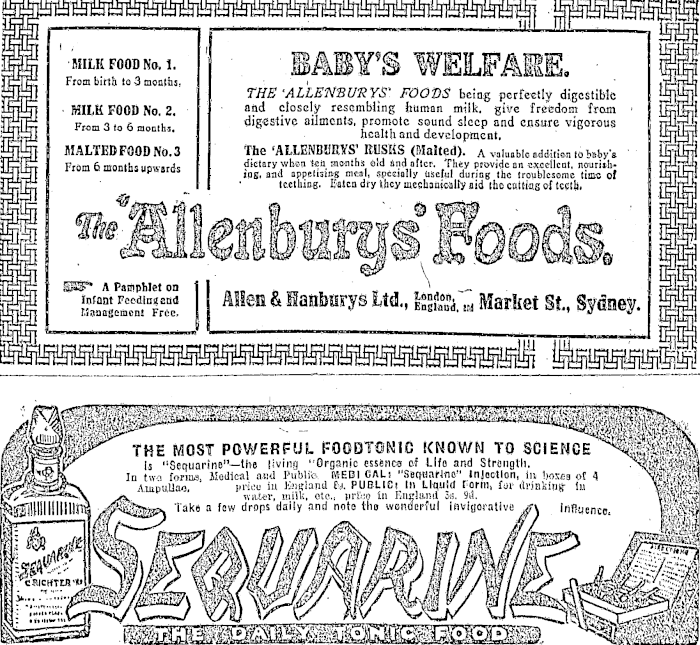 MILK FOOD No. 1.
From birth to 3 months.
MILK FOOD No. 2.
From 3 to 6 months.
MALTED FOOD No. 3
From 6 months upwards
BABY'S WELFARE.
THE 'ALLENBURYS' FOODS being perfectly digestible
and closely resembling human milk, give freedom from
digestive ailments, promote sound sleep and ensure vigorous
health and development.
The 'ALLENBURYS' RUSKS (Malted). A valuable addition to baby's
dietary when ten months old and after. They provide an excellent, nourish-
ing, and appetising meal, specially useful during the troublesome time of
teething. Eaten dry they mechanically aid the cutting of teeth.
The 'Allenburys' Foods.
A Pamphlet on
Infant Feeding and
Management Free.
Allen & Hanburys Ltd., London, England, and Market St., Sydney.
THE MOST POWERFUL FOODTONIC KNOWN TO SCIENCE
Is "Sequarine"—the living "Organic essence of Life and Strength.
In two forms, Medical and Public. MEDICAL: "Sequarine" Injection, in boxes of 4
Ampullae, price in England 6s. PUBLIC: in Liquid Form, for drinking in
water, milk, etc., price in England 3s. 9d.
Take a few drops daily and note the wonderful invigorative influence.
SEQUARINE
THE DAILY TONIC FOOD
SEQUARINE
C RICHTER